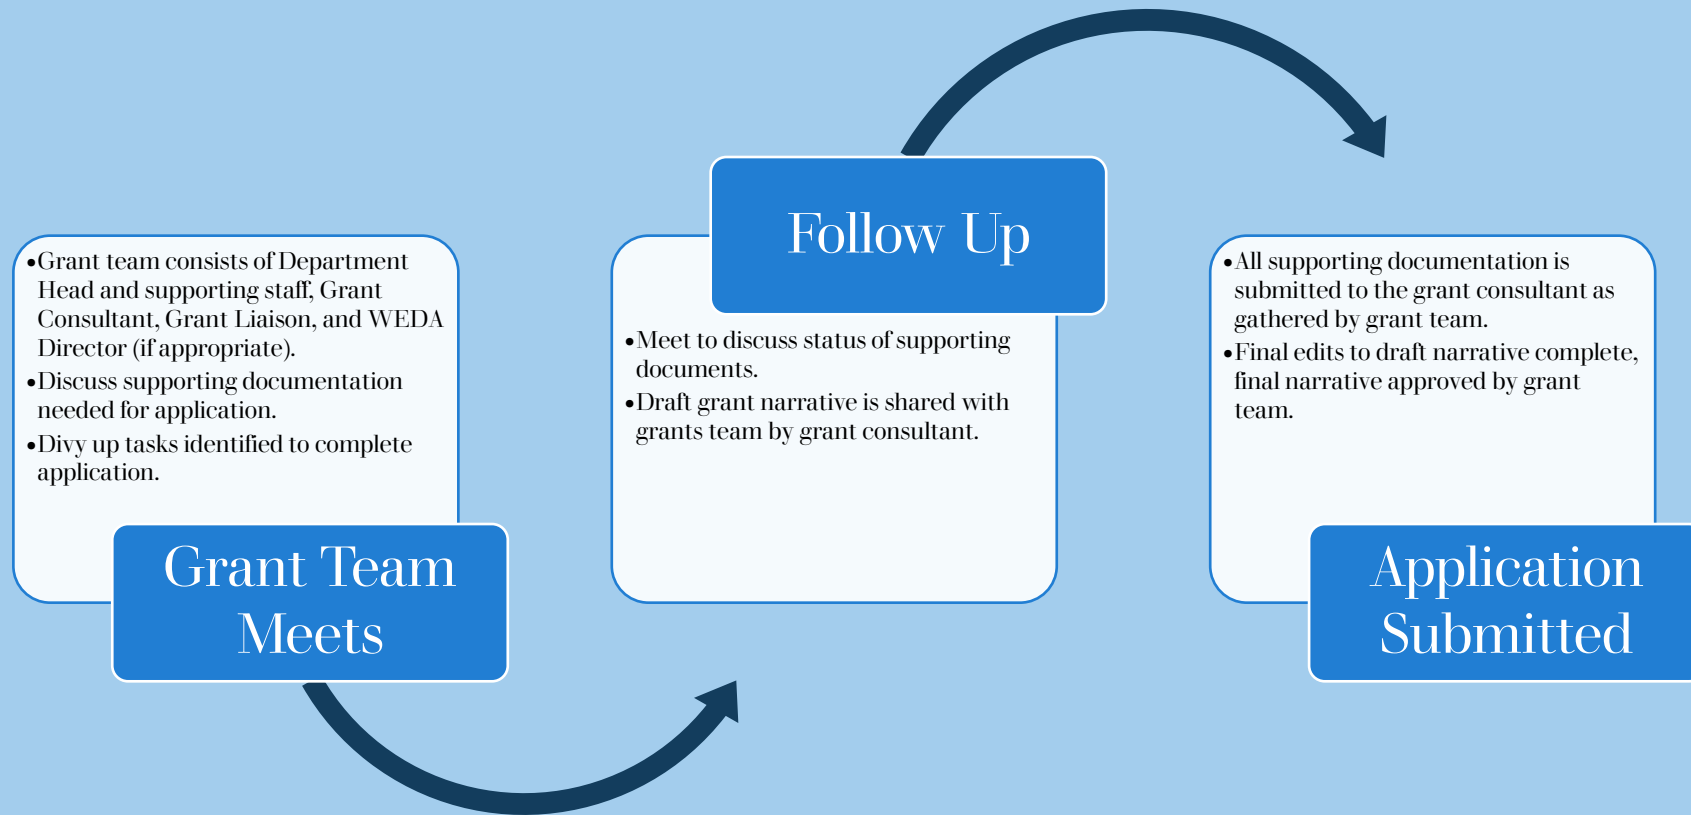 •Grant team consists of Department
Head and supporting staff, Grant
Consultant, Grant Liaison, and WEDA
Director (if appropriate).
•Discuss supporting documentation
needed for application.
•Divy up tasks identified to complete
application.
Grant Team
Meets
Follow Up
•Meet to discuss status of supporting
documents.
•Draft grant narrative is shared with
grants team by grant consultant.
•All supporting documentation is
submitted to the grant consultant as
gathered by grant team.
•Final edits to draft narrative complete,
final narrative approved by grant
team.
Application
Submitted